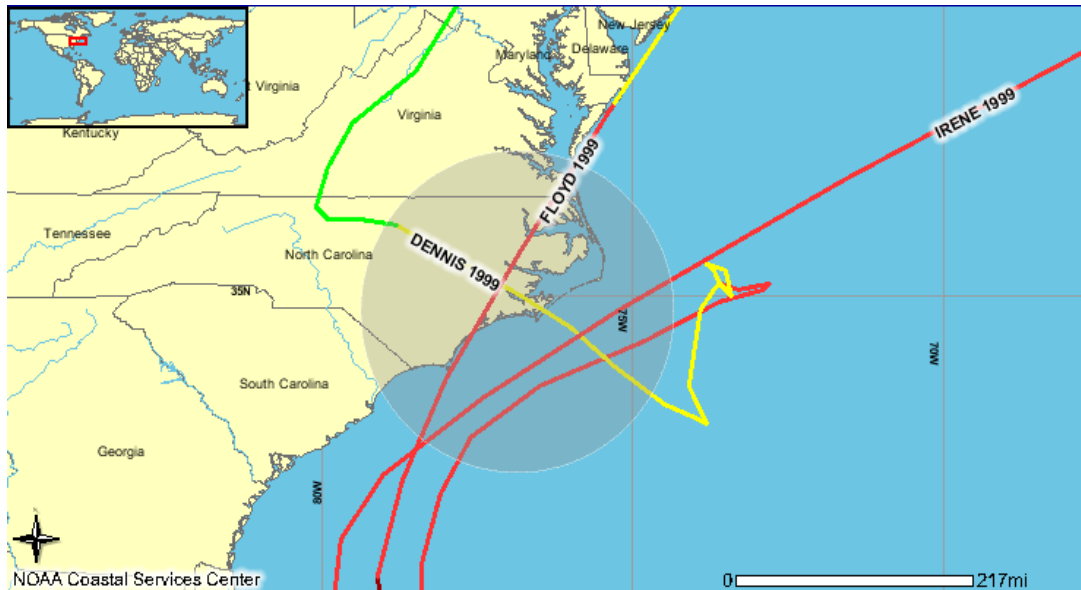 New Jersey
Maryland
Delaware
t Virginia
Virginia
Kentucky
IRENE 1999
FLOYD 1999
Tennessee
North Carolina
DENNIS 1999
35N
75W
70W
South Carolina
Georgia
80W
NOAA Coastal Services Center
0 217mi